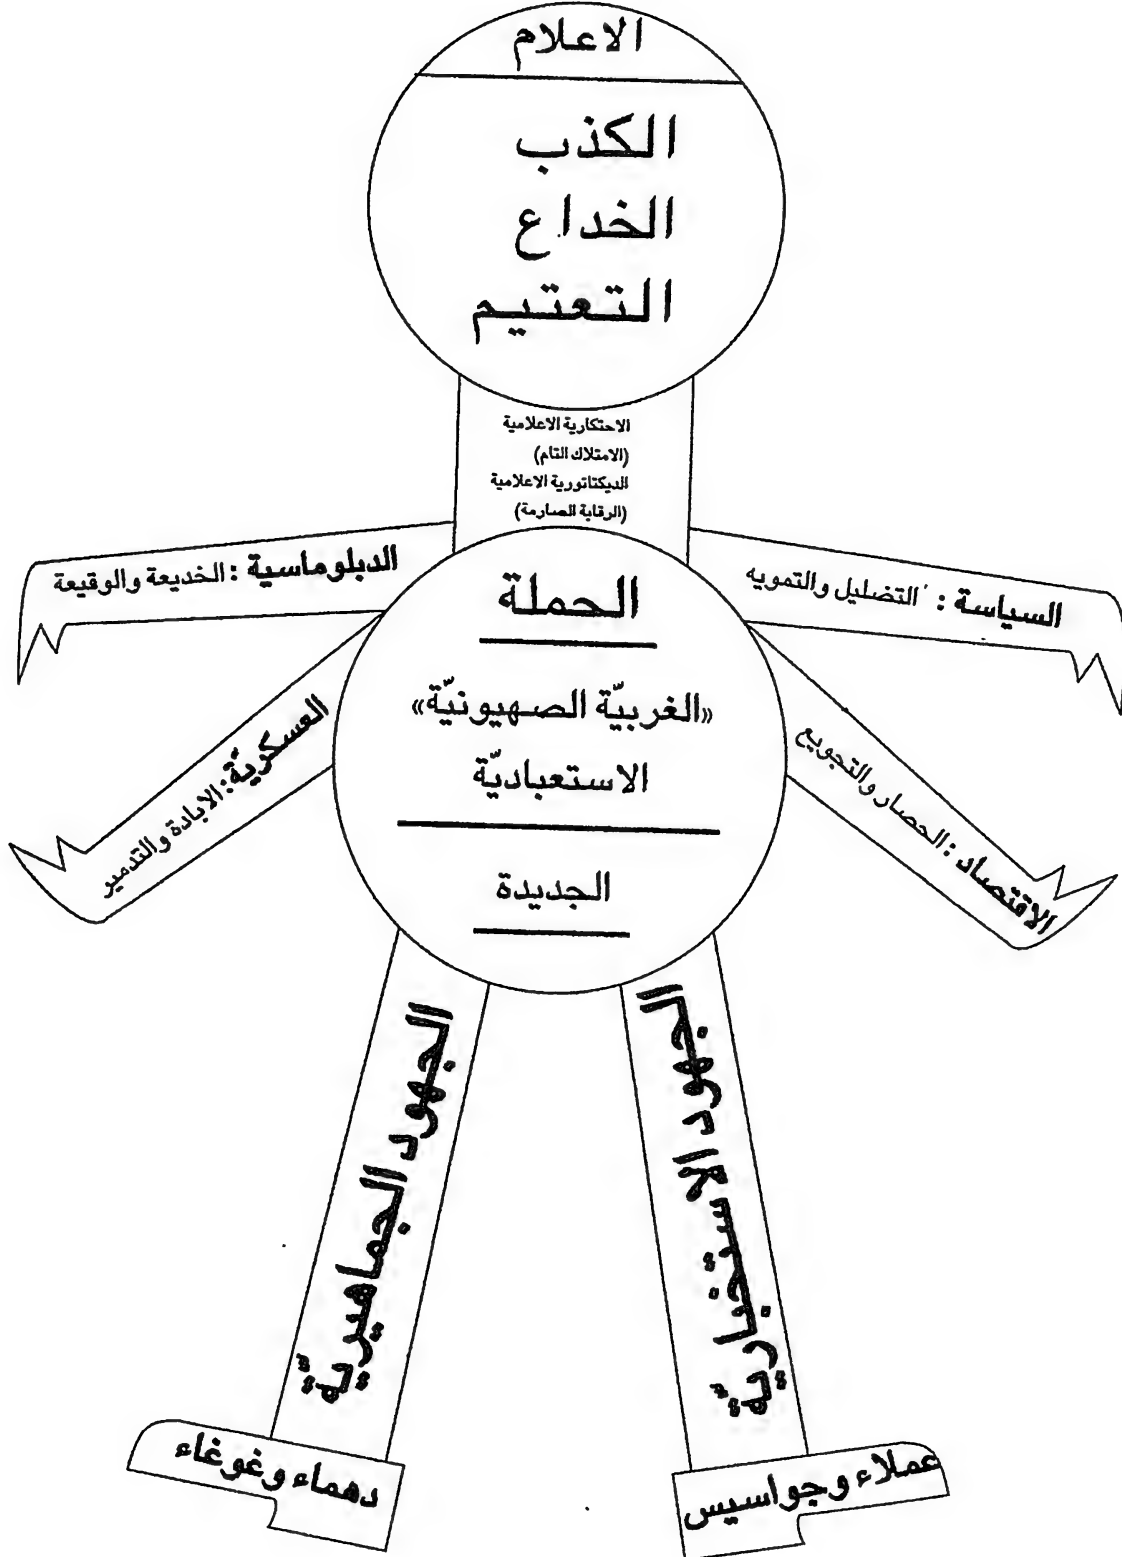 الاعلام
الكذب
الخداع
التعتيم
الاحتكارية الاعلامية
(الامتلاك التام)
الديكتاتورية الاعلامية
(الرقابة الصارمة)
السياسة : التضليل والتمويه
الدبلوماسية : الخديعة والوقيعة
الحملة
«الغربيّة الصهيونيّة»
الاستعباديّة
الجديدة
الاقتصاد : الحصار والتجويع
العسكريّة : الابادة والتدمير
الجهود الاستخباريّة
الجهود الجماهيريّة
عملاء وجواسيس
دهماء وغوغاء